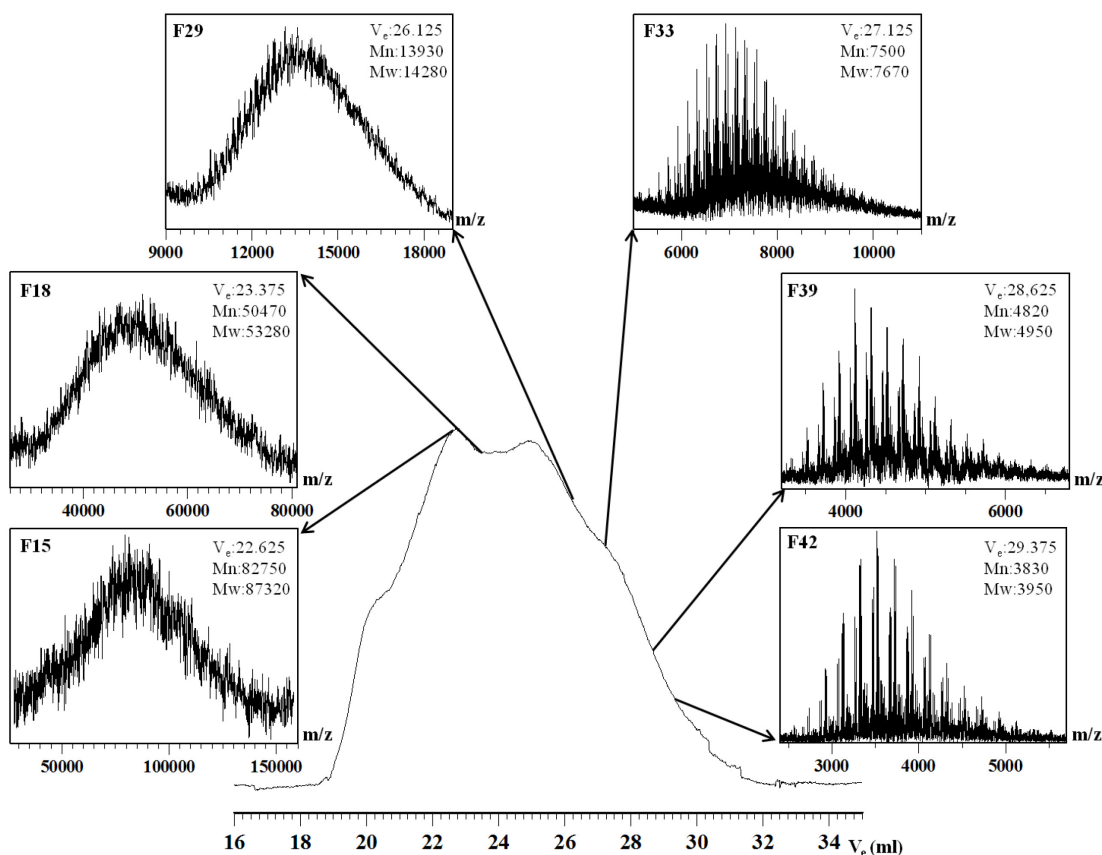 F29
Vₑ:26.125
Mn:13930
Mw:14280
m/z
9000 12000 15000 18000
F33
Vₑ:27.125
Mn:7500
Mw:7670
m/z
6000 8000 10000
F18
Vₑ:23.375
Mn:50470
Mw:53280
m/z
40000 60000 80000
F39
Vₑ:28,625
Mn:4820
Mw:4950
m/z
4000 6000
F15
Vₑ:22.625
Mn:82750
Mw:87320
m/z
50000 100000 150000
F42
Vₑ:29.375
Mn:3830
Mw:3950
m/z
3000 4000 5000
16 18 20 22 24 26 28 30 32 34 Vₑ (ml)